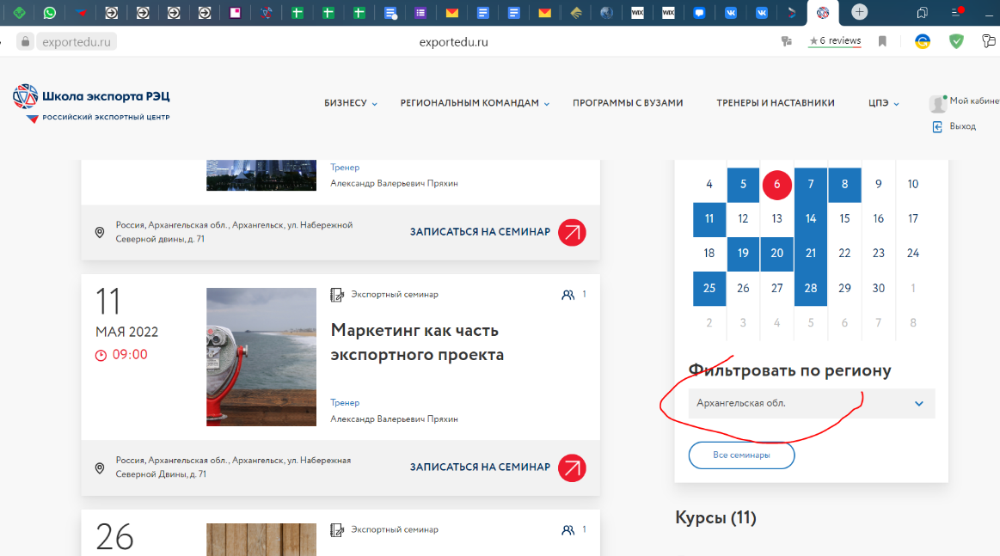 WIX
WIX
exportedu.ru
exportedu.ru
★6 reviews
Школа экспорта РЭЦ
РОССИЙСКИЙ ЭКСПОРТНЫЙ ЦЕНТР
БИЗНЕСУ
РЕГИОНАЛЬНЫМ КОМАНДАМ
ПРОГРАММЫ С ВУЗАМИ
ТРЕНЕРЫ И НАСТАВНИКИ
ЦПЭ
Мой кабине
Выход
Тренер
Александр Валерьевич Пряхин
Россия, Архангельская обл., Архангельск, ул. Набережной
Северной двины, д. 71
ЗАПИСАТЬСЯ НА СЕМИНАР
11
МАЯ 2022
09:00
Экспортный семинар
1
Маркетинг как часть
экспортного проекта
Тренер
Александр Валерьевич Пряхин
Россия, Архангельская обл., Архангельск, ул. Набережная
Северной Двины, д. 71
ЗАПИСАТЬСЯ НА СЕМИНАР
26
Экспортный семинар
1
4 5 6 7 8 9 10
11 12 13 14 15 16 17
18 19 20 21 22 23 24
25 26 27 28 29 30 1
2 3 4 5 6 7 8
Фильтровать по региону
Архангельская обл.
Все семинары
Курсы (11)